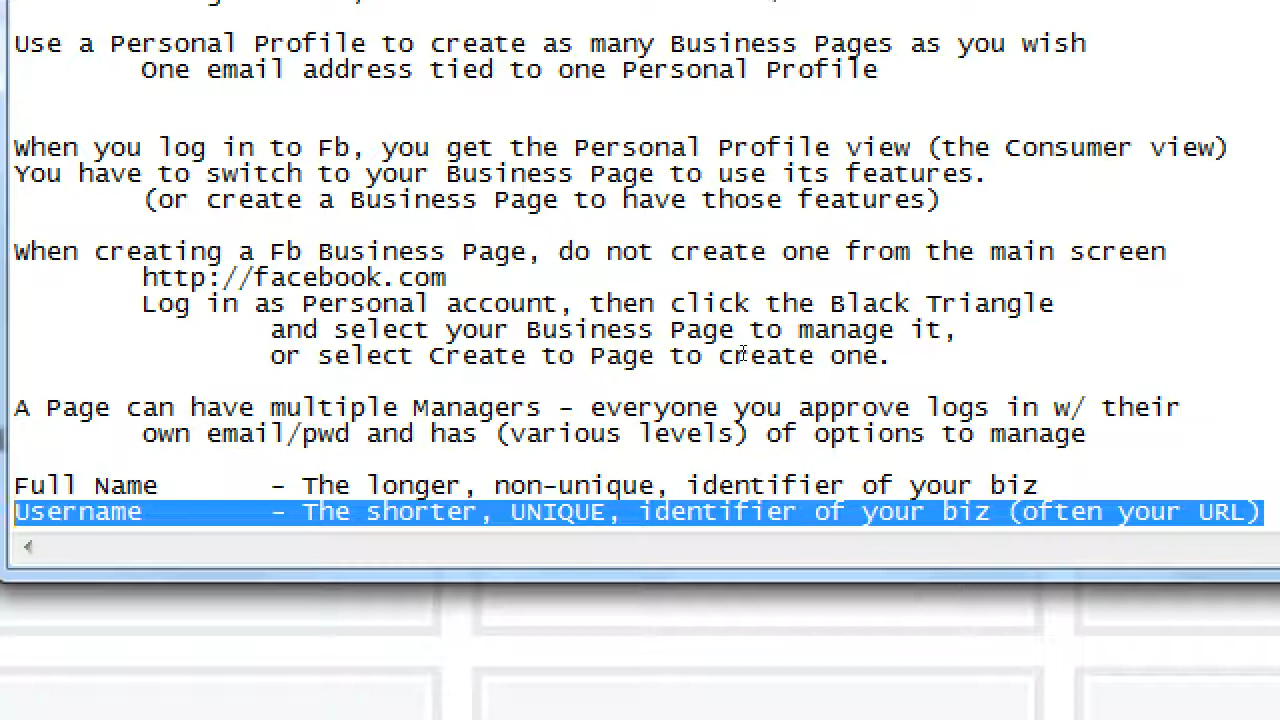 Use a Personal Profile to create as many Business Pages as you wish
One email address tied to one Personal Profile
When you log in to Fb, you get the Personal Profile view (the Consumer view)
You have to switch to your Business Page to use its features.
(or create a Business Page to have those features)
When creating a Fb Business Page, do not create one from the main screen
http://facebook.com
Log in as Personal account, then click the Black Triangle
and select your Business Page to manage it,
or select Create to Page to create one.
A Page can have multiple Managers - everyone you approve logs in w/ their
own email/pwd and has (various levels) of options to manage
Full Name - The longer, non-unique, identifier of your biz
Username - The shorter, UNIQUE, identifier of your biz (often your URL)